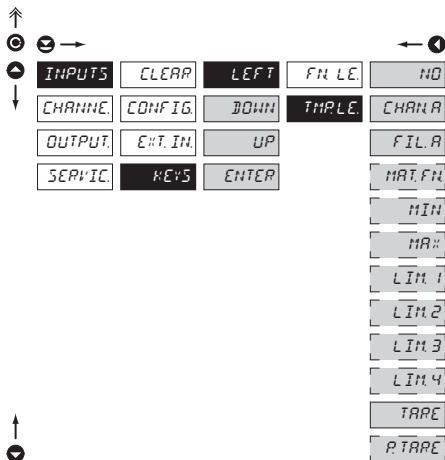 INPUTS CLEAR LEFT FN. LE. NO
CHANNE. CONFIG. DOWN TMP.LE. CHAN.A
OUTPUT. EXT. IN. UP FIL. A
SERVIC. KEYS ENTER MAT.FN.
MIN
MAX
LIM. 1
LIM. 2
LIM. 3
LIM. 4
TARE
P.TARE